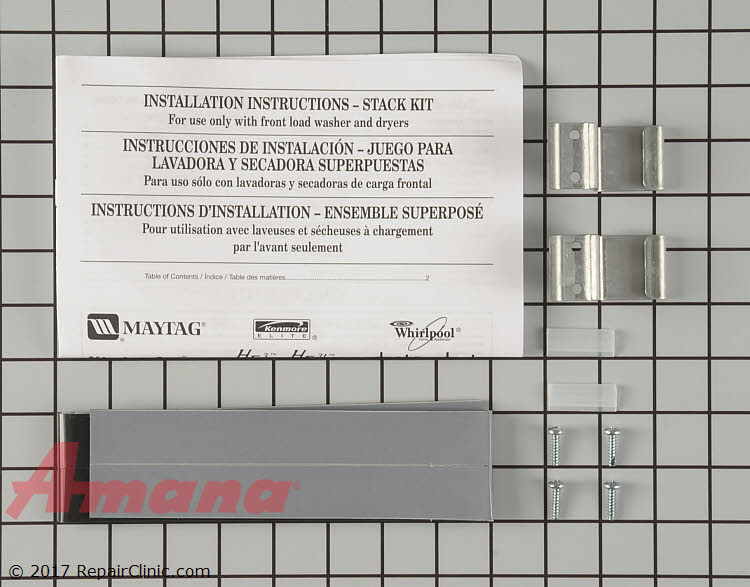 INSTALLATION INSTRUCTIONS – STACK KIT
For use only with front load washer and dryers
INSTRUCCIONES DE INSTALACIÓN – JUEGO PARA
LAVADORA Y SECADORA SUPERPUESTAS
Para uso sólo con lavadoras y secadoras de carga frontal
INSTRUCTIONS D'INSTALLATION – ENSEMBLE SUPERPOSÉ
Pour utilisation avec laveuses et sécheuses à chargement
par l'avant seulement
Table of Contents / Índice / Table des matières...........................................................2
MAYTAG®
Kenmore
ELITE®
Whirlpool®
Home Appliances
Amana®
© 2017 RepairClinic.com